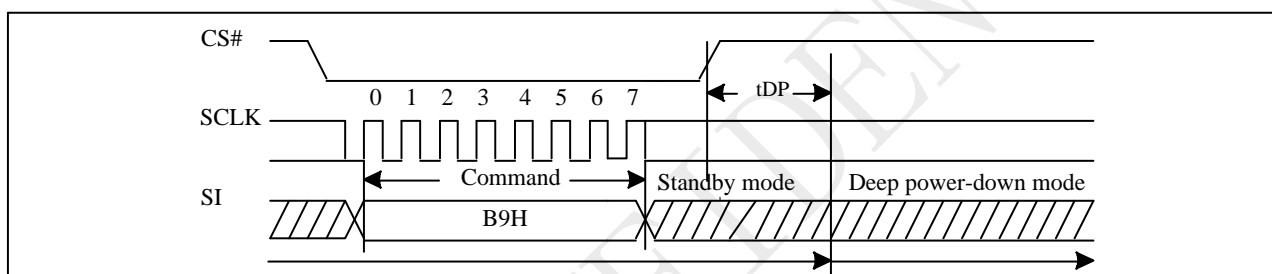 CS#
tDP
0 1 2 3 4 5 6 7
SCLK
Command
Standby mode
Deep power-down mode
SI
B9H